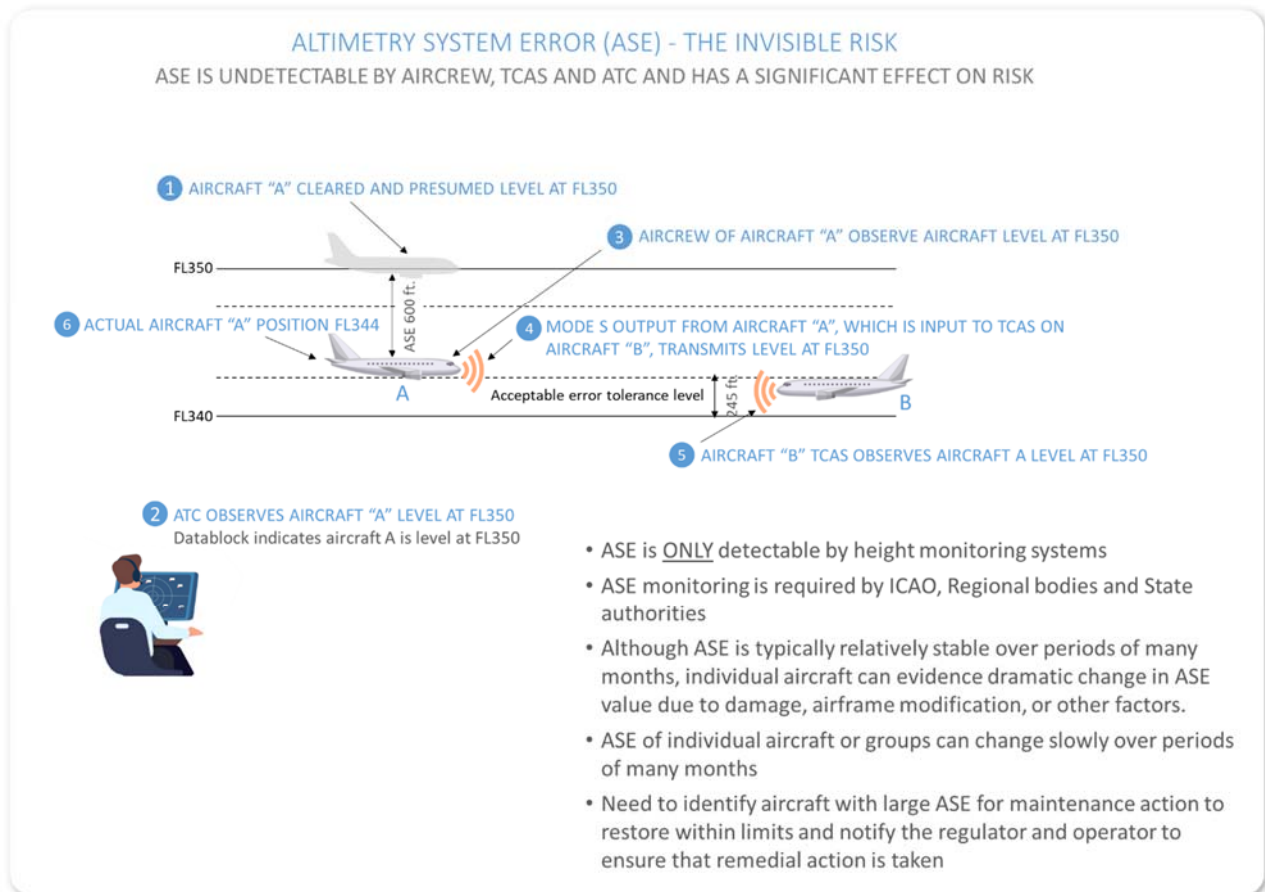 ALTIMETRY SYSTEM ERROR (ASE) - THE INVISIBLE RISK
ASE IS UNDETECTABLE BY AIRCREW, TCAS AND ATC AND HAS A SIGNIFICANT EFFECT ON RISK
1 AIRCRAFT “A” CLEARED AND PRESUMED LEVEL AT FL350
3 AIRCREW OF AIRCRAFT “A” OBSERVE AIRCRAFT LEVEL AT FL350
FL350
ASE 600 ft.
6 ACTUAL AIRCRAFT “A” POSITION FL344
4 MODE S OUTPUT FROM AIRCRAFT “A”, WHICH IS INPUT TO TCAS ON
AIRCRAFT “B”, TRANSMITS LEVEL AT FL350
A
Acceptable error tolerance level
245 ft.
B
FL340
5 AIRCRAFT “B” TCAS OBSERVES AIRCRAFT A LEVEL AT FL350
2 ATC OBSERVES AIRCRAFT “A” LEVEL AT FL350
Datablock indicates aircraft A is level at FL350
• ASE is ONLY detectable by height monitoring systems
• ASE monitoring is required by ICAO, Regional bodies and State
authorities
• Although ASE is typically relatively stable over periods of many
months, individual aircraft can evidence dramatic change in ASE
value due to damage, airframe modification, or other factors.
• ASE of individual aircraft or groups can change slowly over periods
of many months
• Need to identify aircraft with large ASE for maintenance action to
restore within limits and notify the regulator and operator to
ensure that remedial action is taken